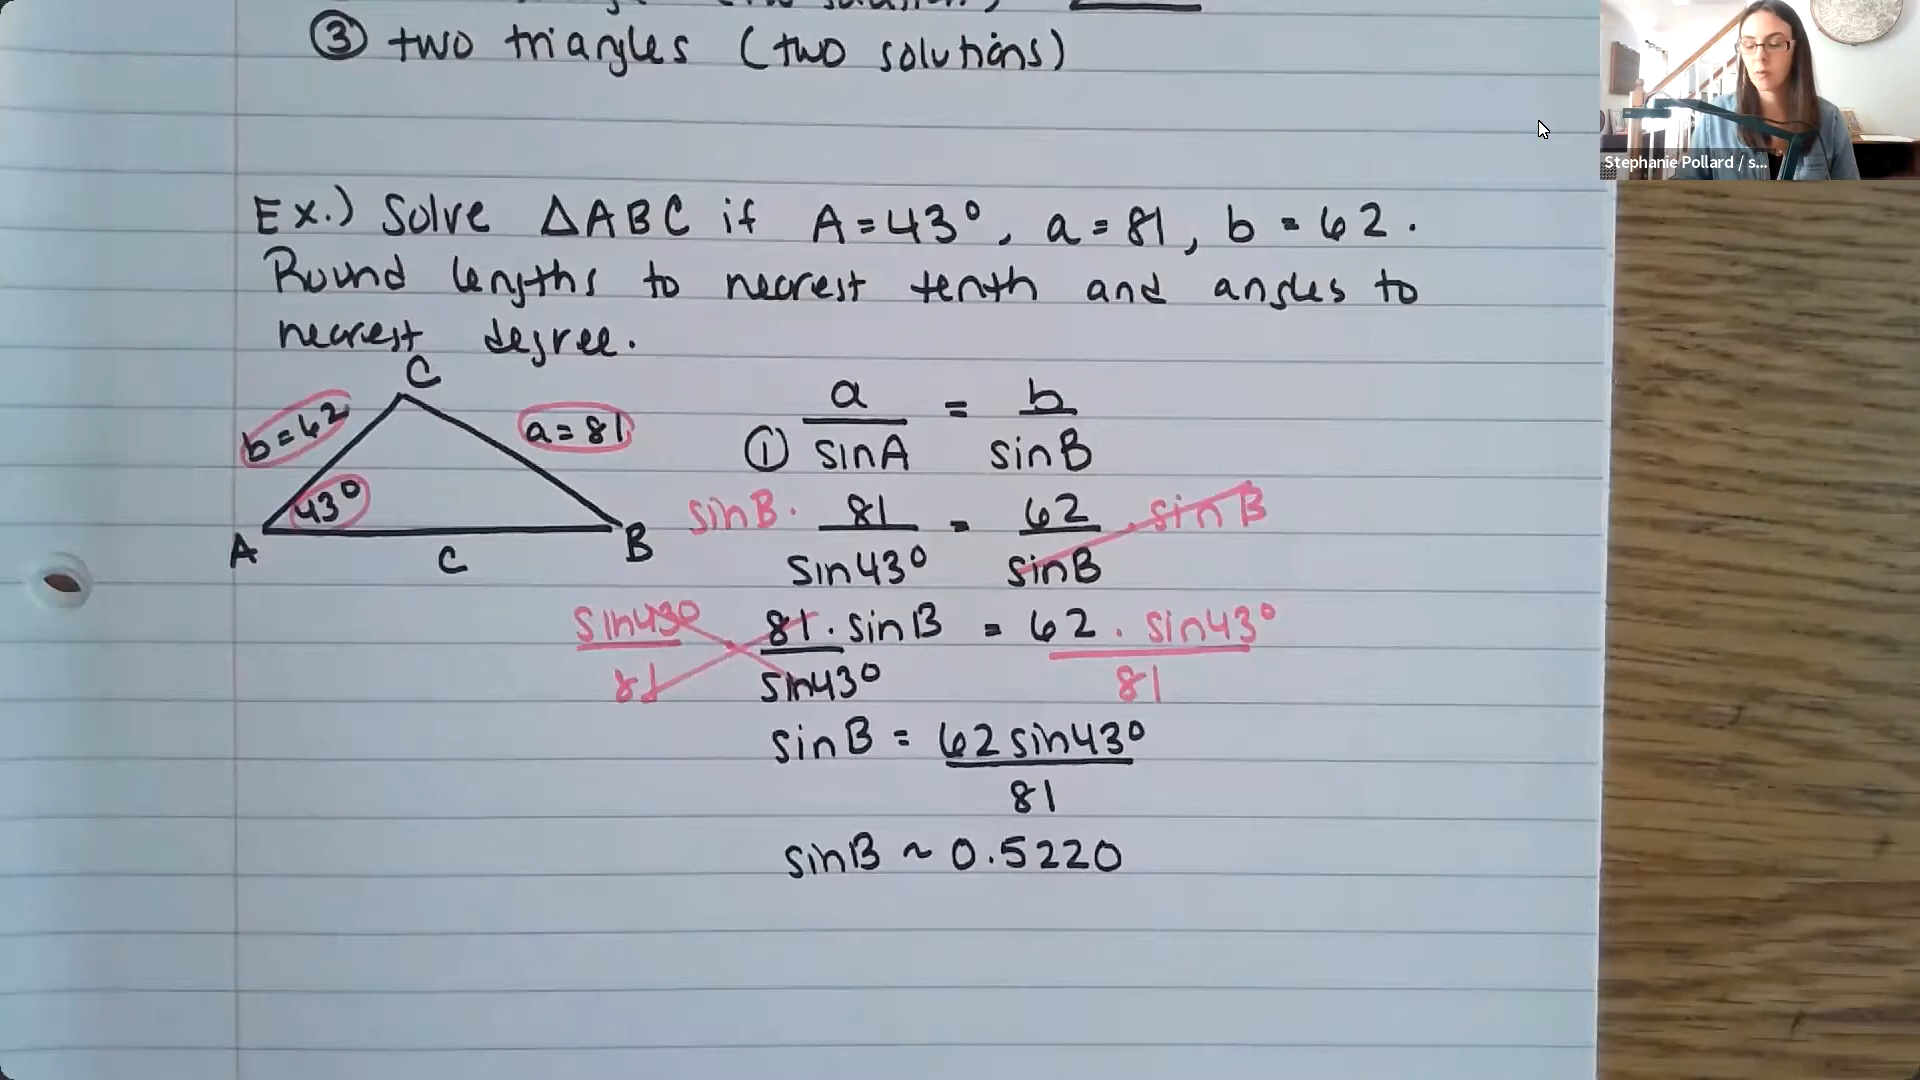 ③ two triangles (two solutions)
Stephanie Pollard / s...
Ex.) Solve △ABC if A=43°, a=81, b=62.
Round lengths to nearest tenth and angles to
nearest degree.
C
b=62
a=81
43°
A
C
B
① a/sinA = b/sinB
sinB · 81/sin43° = 62/sinB · sinB
sin43°/81 81/sin43° · sinB = 62 · sin43°/81
sinB = 62sin43°/81
sinB ~ 0.5220